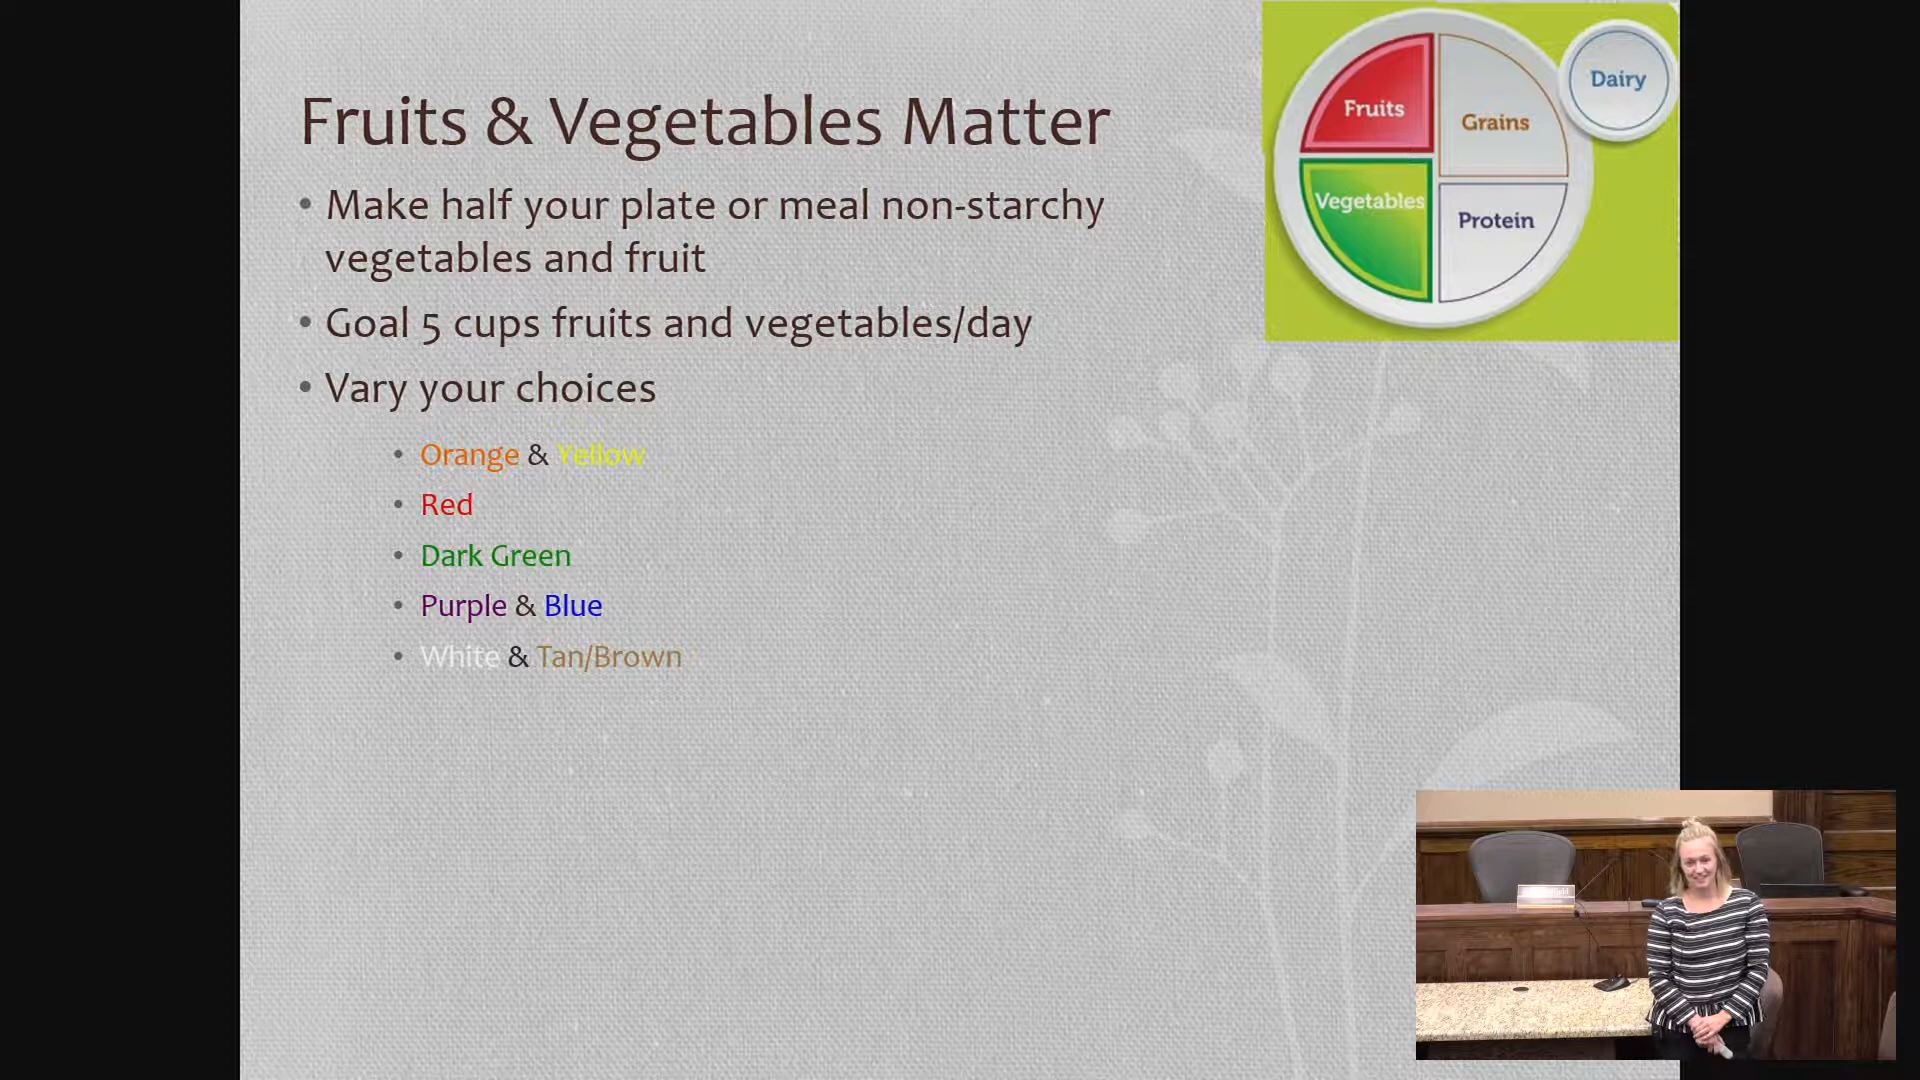 Fruits & Vegetables Matter
• Make half your plate or meal non-starchy
vegetables and fruit
• Goal 5 cups fruits and vegetables/day
• Vary your choices
• Orange & Yellow
• Red
• Dark Green
• Purple & Blue
• White & Tan/Brown
Fruits
Grains
Dairy
Vegetables
Protein